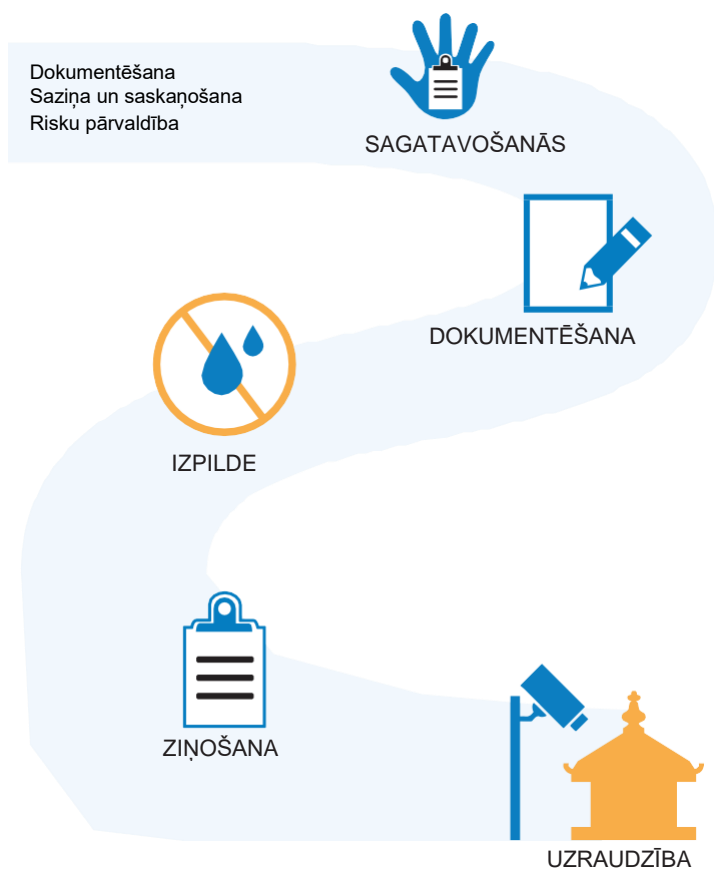 Dokumentēšana
Saziņa un saskaņošana
Risku pārvaldība
SAGATAVOŠANĀS
DOKUMENTĒŠANA
IZPILDE
ZIŅOŠANA
UZRAUDZĪBA